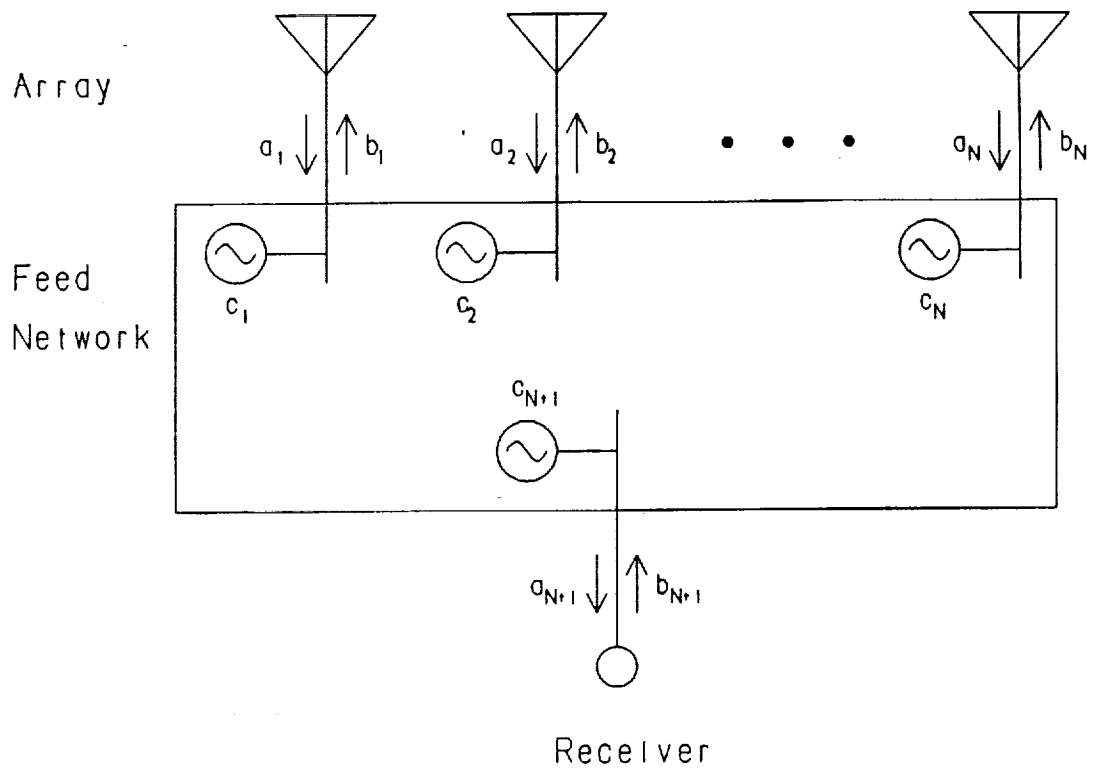 Array
a1 b1 a2 b2 aN bN
Feed
Network
c1 c2 cN
cN+1
aN+1 bN+1
Receiver